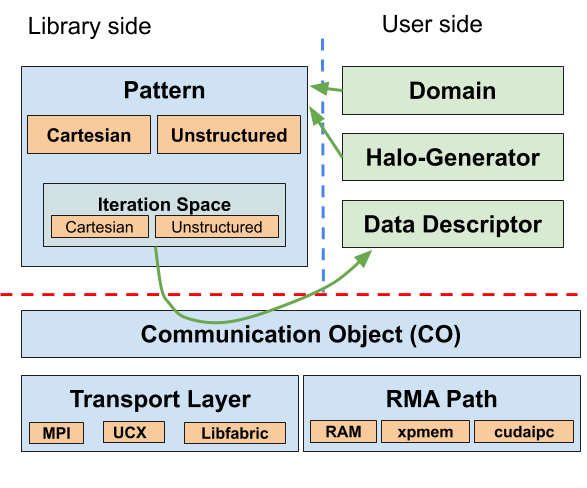 Library side
User side
Pattern
Cartesian
Unstructured
Iteration Space
Cartesian
Unstructured
Domain
Halo-Generator
Data Descriptor
Communication Object (CO)
Transport Layer
MPI
UCX
Libfabric
RMA Path
RAM
xpmem
cudaipc